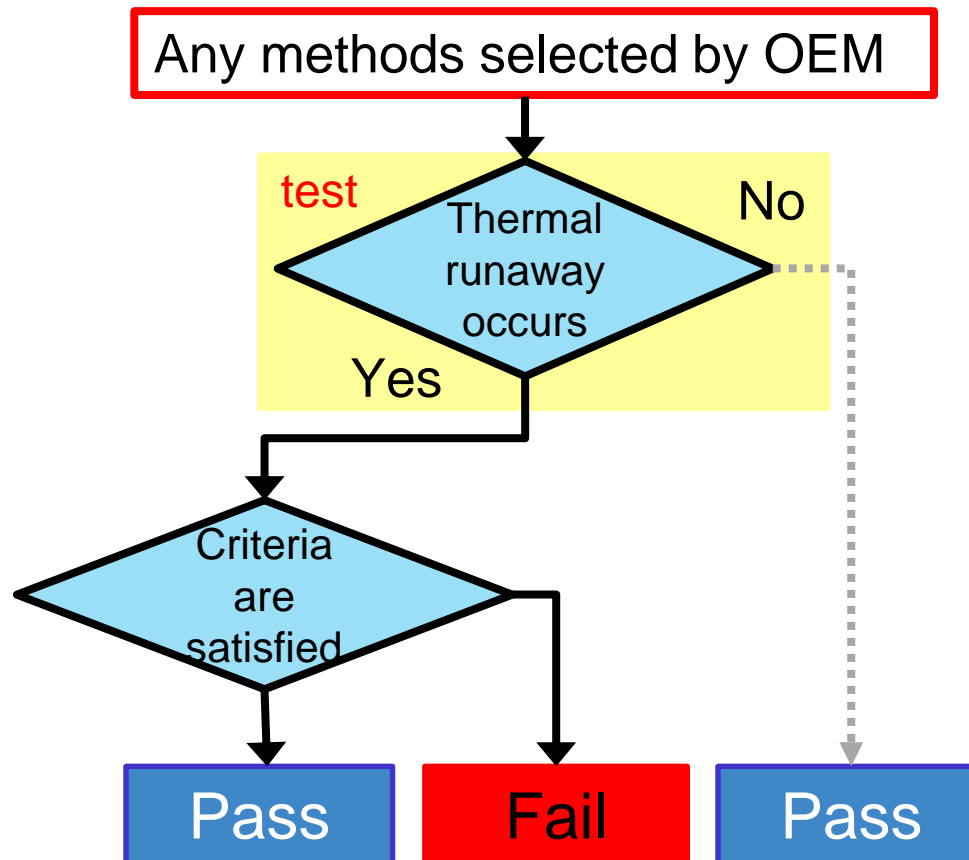 Any methods selected by OEM
test
No
Thermal
runaway
occurs
Yes
Criteria
are
satisfied
Pass
Fail
Pass